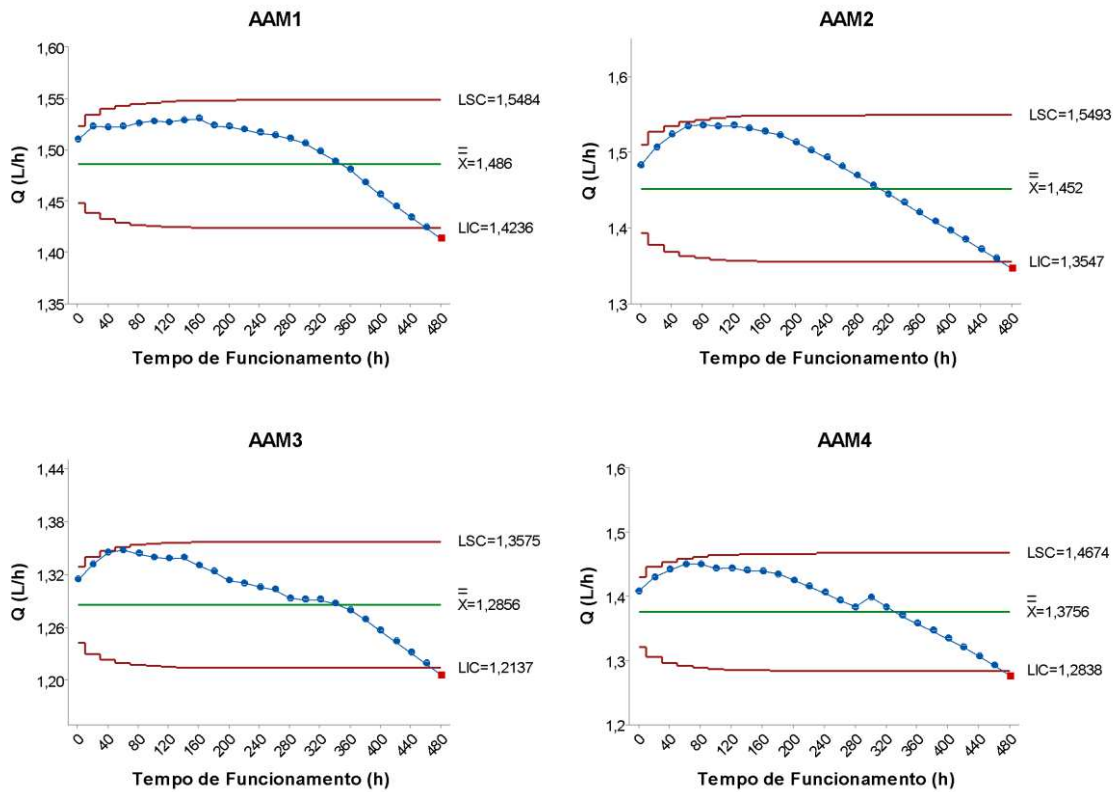 AAM1
1,60
1,55
1,50
1,45
1,40
1,35
Q (L/h)
LSC=1,5484
X=1,486
LIC=1,4236
0 40 80 120 160 200 240 280 320 360 400 440 480
Tempo de Funcionamento (h)
AAM2
1,6
1,5
1,4
1,3
Q (L/h)
LSC=1,5493
X=1,452
LIC=1,3547
0 40 80 120 160 200 240 280 320 360 400 440 480
Tempo de Funcionamento (h)
AAM3
1,44
1,38
1,32
1,26
1,20
Q (L/h)
LSC=1,3575
X=1,2856
LIC=1,2137
0 40 80 120 160 200 240 280 320 360 400 440 480
Tempo de Funcionamento (h)
AAM4
1,6
1,5
1,4
1,3
1,2
Q (L/h)
LSC=1,4674
X=1,3756
LIC=1,2838
0 40 80 120 160 200 240 280 320 360 400 440 480
Tempo de Funcionamento (h)